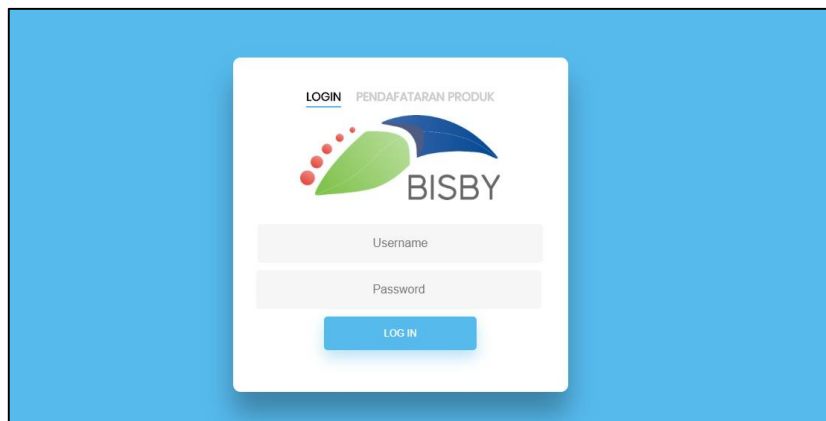 LOGIN PENDAFATARAN PRODUK
BISBY
Username
Password
LOG IN